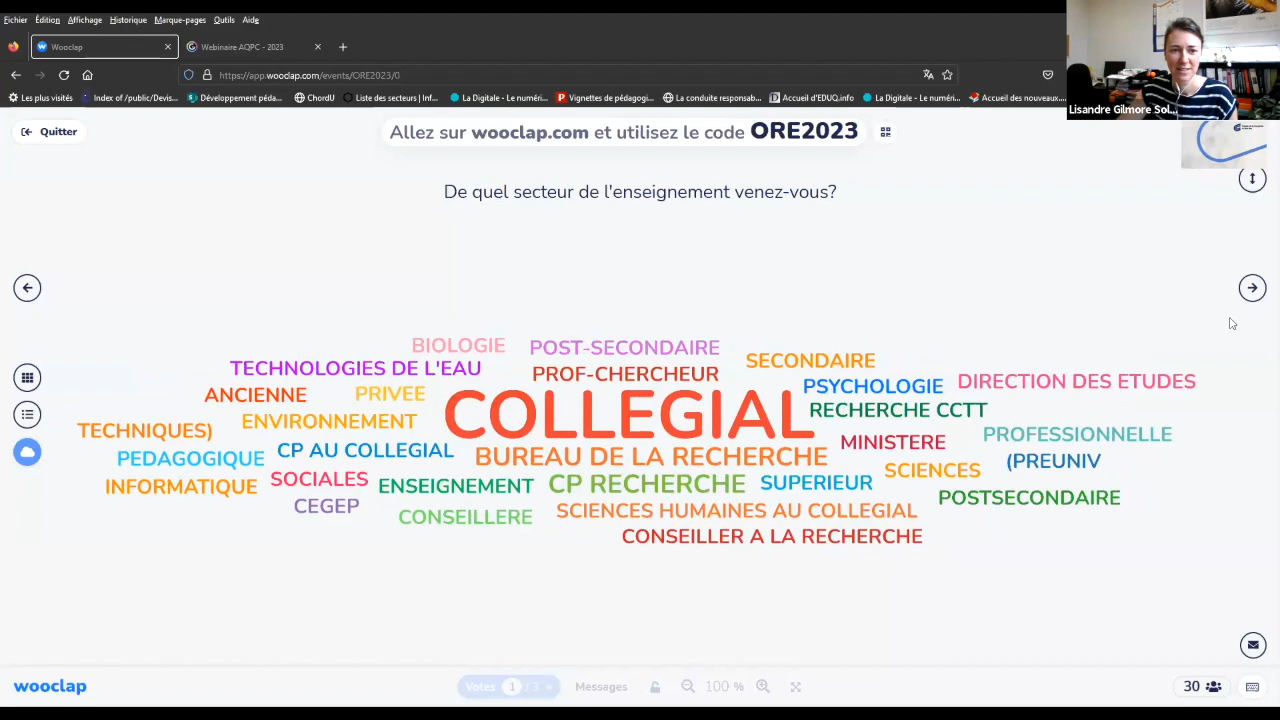 Fichier Édition Affichage Historique Marque-pages Outils Aide
Wooclap
Webinaire AQPC - 2023
https://app.wooclap.com/events/ORE2023/0
Les plus visités Index of /public/Devis... Développement péda... ChordU Liste des secteurs | Inf... La Digitale - Le numéri... Vignettes de pédagogi... La conduite responsab... Accueil d'EDUQ.info La Digitale - Le numéri... Accueil des nouveaux....
Lisandre Gilmore Sol...
Quitter
Allez sur wooclap.com et utilisez le code ORE2023
De quel secteur de l'enseignement venez-vous?
BIOLOGIE POST-SECONDAIRE SECONDAIRE
TECHNOLOGIES DE L'EAU PROF-CHERCHEUR PSYCHOLOGIE DIRECTION DES ETUDES
ANCIENNE PRIVEE COLLEGIAL RECHERCHE CCTT
TECHNIQUES) ENVIRONNEMENT MINISTERE PROFESSIONNELLE
PEDAGOGIQUE CP AU COLLEGIAL BUREAU DE LA RECHERCHE SCIENCES (PREUNIV
INFORMATIQUE SOCIALES ENSEIGNEMENT CP RECHERCHE SUPERIEUR POSTSECONDAIRE
CEGEP CONSEILLERE SCIENCES HUMAINES AU COLLEGIAL
CONSEILLER A LA RECHERCHE
wooclap
Votes 1 / 3
Messages
100 %
30